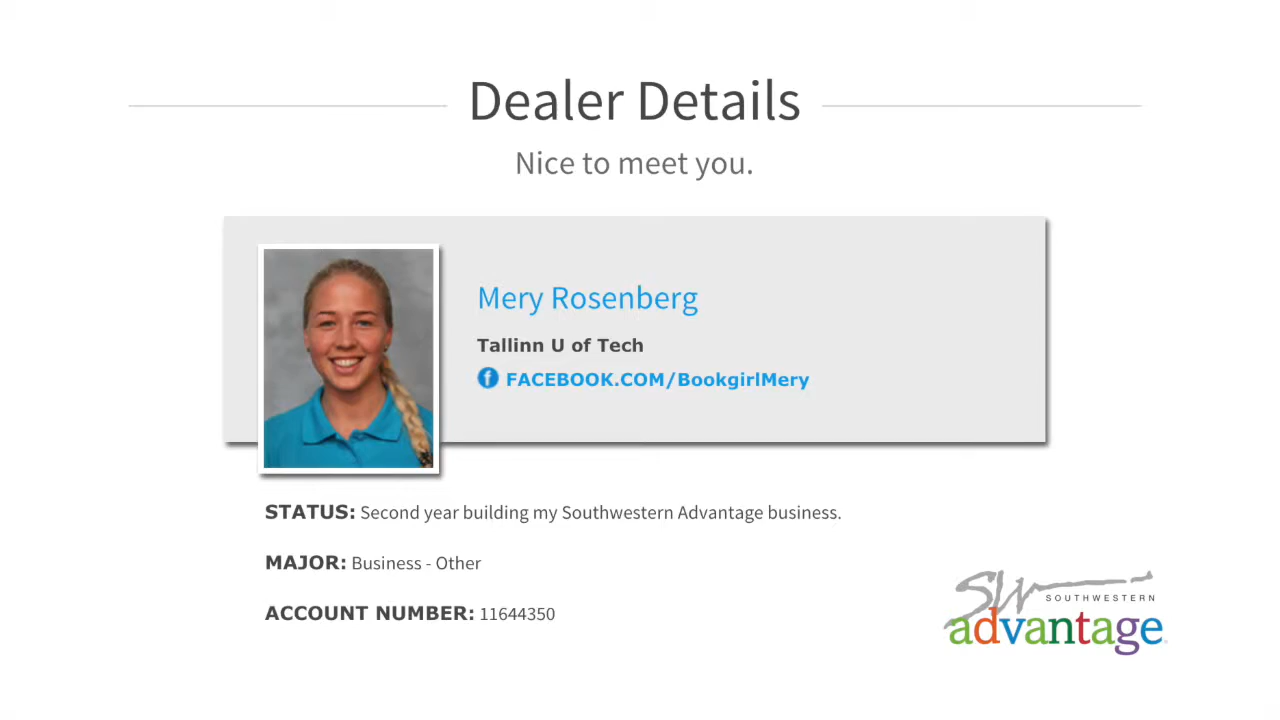 Dealer Details
Nice to meet you.
Mery Rosenberg
Tallinn U of Tech
FACEBOOK.COM/BookgirlMery
STATUS: Second year building my Southwestern Advantage business.
MAJOR: Business - Other
ACCOUNT NUMBER: 11644350
SW
SOUTHWESTERN
advantage